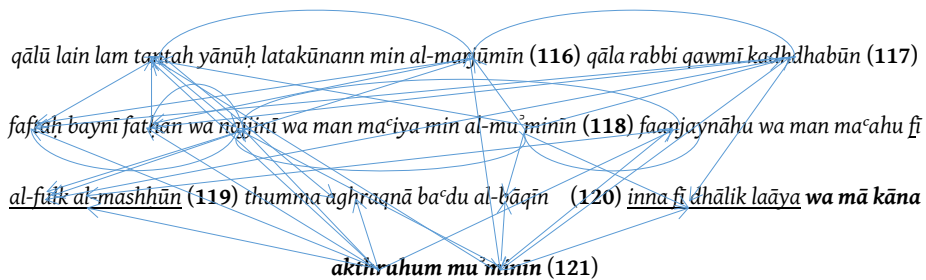 qālū lain lam tantah yānūḥ latakūnann min al-marjūmīn (116) qāla rabbi qawmī kadhdhabūn (117)
faftaḥ baynī fatḥan wa najjinī wa man maᶜiya min al-muʾminīn (118) faanjaynāhu wa man maᶜahu fī
al-fulk al-mashhūn (119) thumma aghraqnā baᶜdu al-bāqīn (120) inna fī dhālik laāya wa mā kāna
akthruhum muʾminīn (121)